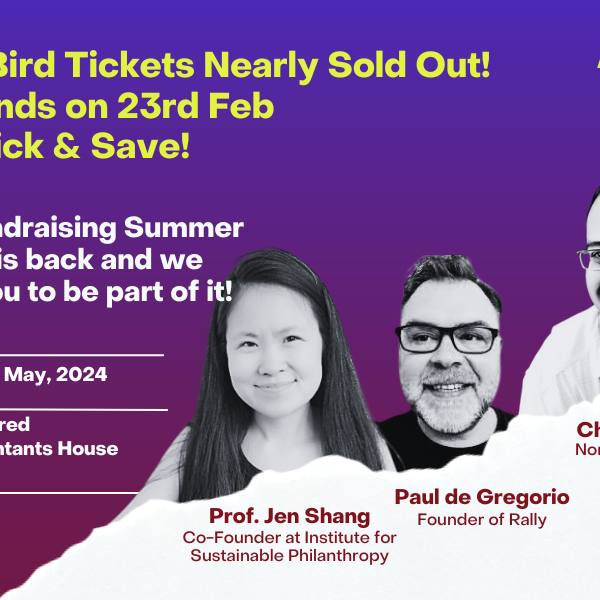 Bird Tickets Nearly Sold Out!
nds on 23rd Feb
ick & Save!
ndraising Summer
is back and we
ou to be part of it!
May, 2024
red
ntants House
Prof. Jen Shang
Co-Founder at Institute for
Sustainable Philanthropy
Paul de Gregorio
Founder of Rally
Ch
Nor